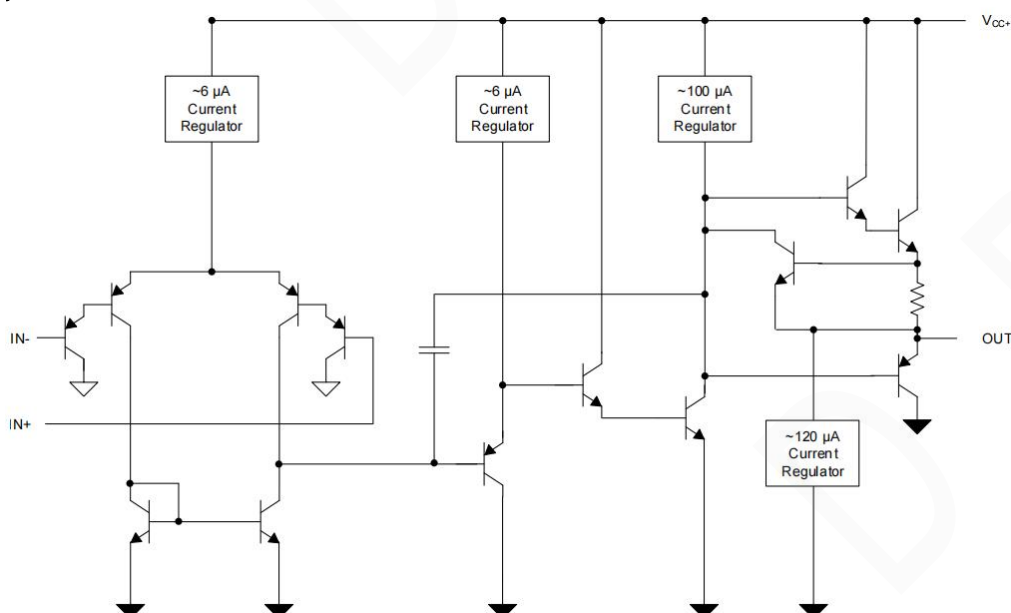 V_CC+
~6 µA
Current
Regulator
~6 µA
Current
Regulator
~100 µA
Current
Regulator
IN-
OUT
IN+
~120 µA
Current
Regulator